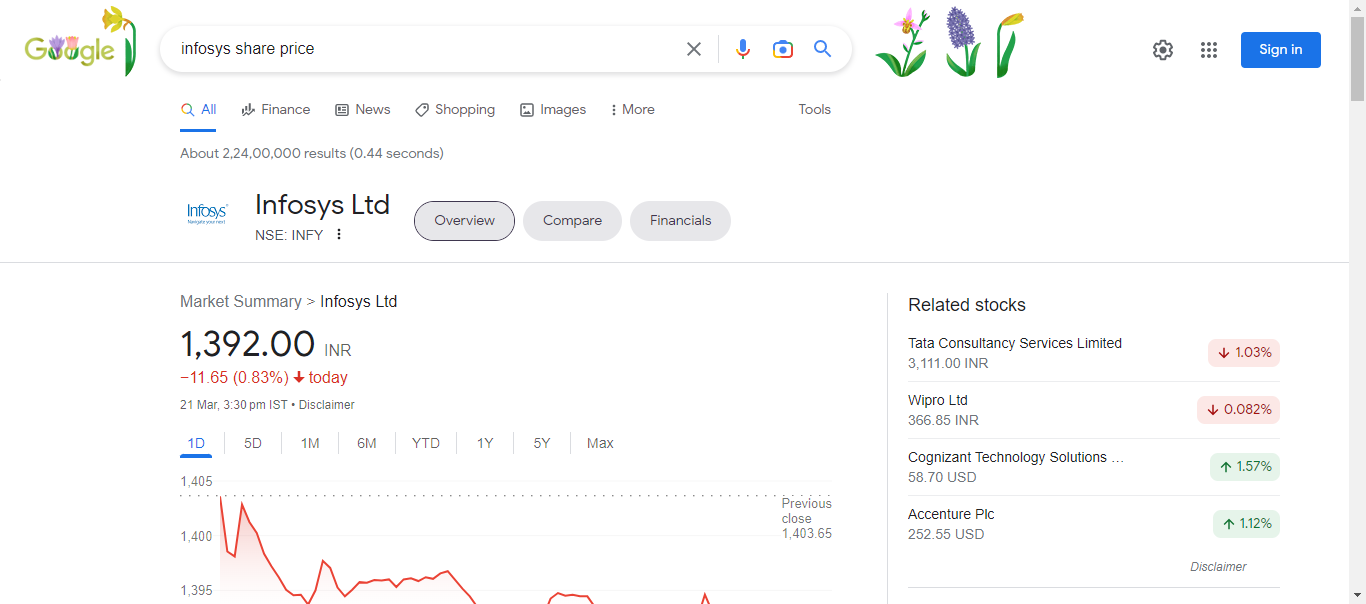 Google
infosys share price
Sign in
All Finance News Shopping Images More Tools
About 2,24,00,000 results (0.44 seconds)
Infosys
Navigate your next
Infosys Ltd
NSE: INFY
Overview Compare Financials
Market Summary > Infosys Ltd
1,392.00 INR
−11.65 (0.83%) today
21 Mar, 3:30 pm IST • Disclaimer
1D 5D 1M 6M YTD 1Y 5Y Max
1,405
1,400
1,395
Previous
close
1,403.65
Related stocks
Tata Consultancy Services Limited
3,111.00 INR
1.03%
Wipro Ltd
366.85 INR
0.082%
Cognizant Technology Solutions …
58.70 USD
1.57%
Accenture Plc
252.55 USD
1.12%
Disclaimer